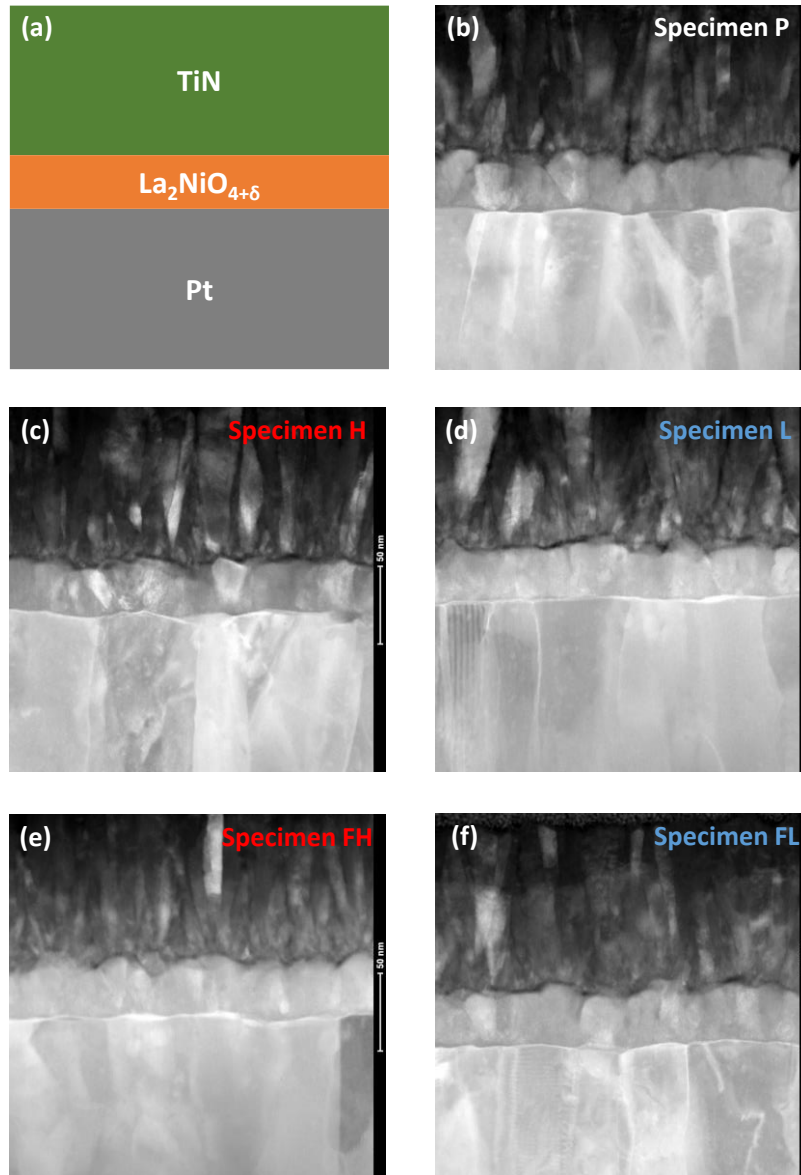 (a)
TiN
La₂NiO₄₊δ
Pt
(b) Specimen P
(c) Specimen H
50 nm
(d) Specimen L
(e) Specimen FH
50 nm
(f) Specimen FL